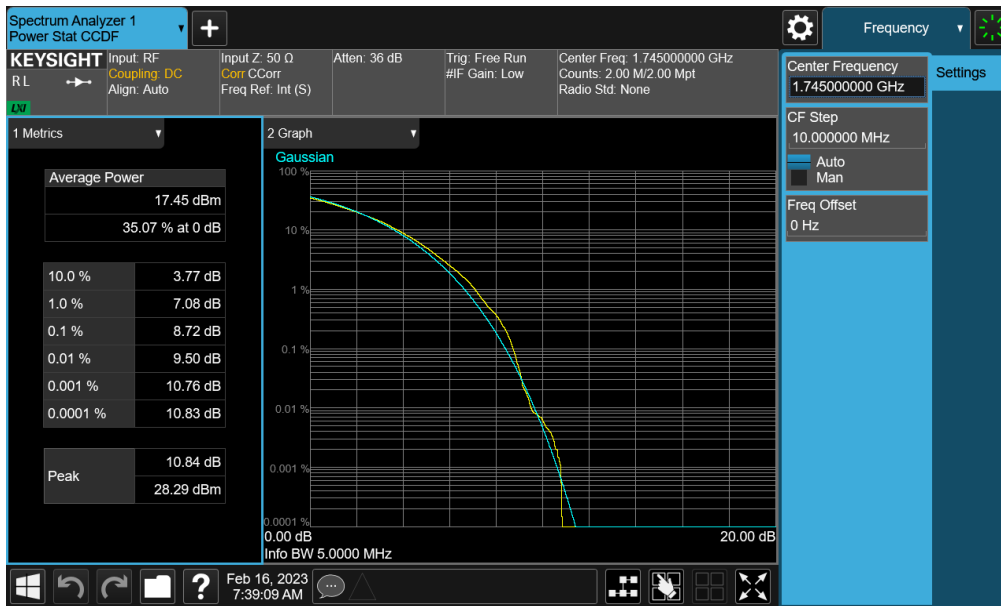 Spectrum Analyzer 1
Power Stat CCDF
Frequency
KEYSIGHT
RL
LXI
Input: RF
Coupling: DC
Align: Auto
Input Z: 50 Ω
Corr CCorr
Freq Ref: Int (S)
Atten: 36 dB
Trig: Free Run
#IF Gain: Low
Center Freq: 1.745000000 GHz
Counts: 2.00 M/2.00 Mpt
Radio Std: None
Center Frequency
1.745000000 GHz
Settings
CF Step
10.000000 MHz
Auto
Man
Freq Offset
0 Hz
1 Metrics
Average Power
17.45 dBm
35.07 % at 0 dB
10.0 % 3.77 dB
1.0 % 7.08 dB
0.1 % 8.72 dB
0.01 % 9.50 dB
0.001 % 10.76 dB
0.0001 % 10.83 dB
Peak
10.84 dB
28.29 dBm
2 Graph
Gaussian
100 %
10 %
1 %
0.1 %
0.01 %
0.001 %
0.0001 %
0.00 dB 20.00 dB
Info BW 5.0000 MHz
?
Feb 16, 2023
7:39:09 AM